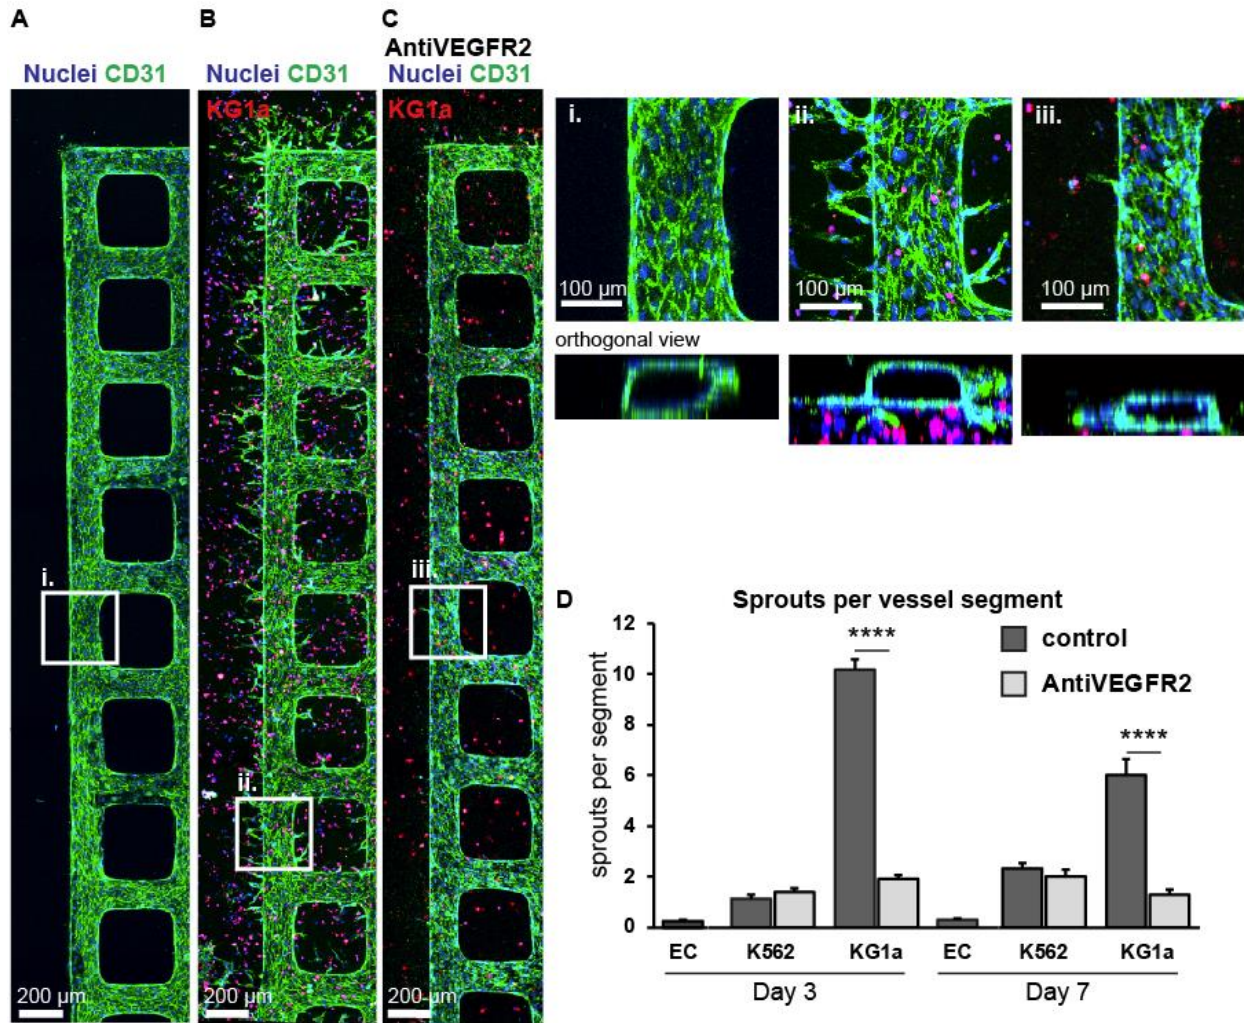 A
B
C
AntiVEGFR2
Nuclei CD31
Nuclei CD31
Nuclei CD31
KG1a
KG1a
i.
ii.
iii.
100 µm
100 µm
100 µm
orthogonal view
i.
iii.
ii.
200 µm
200 µm
200 µm
D
Sprouts per vessel segment
control
AntiVEGFR2
****
****
sprouts per segment
12
10
8
6
4
2
0
EC
K562
KG1a
EC
K562
KG1a
Day 3
Day 7